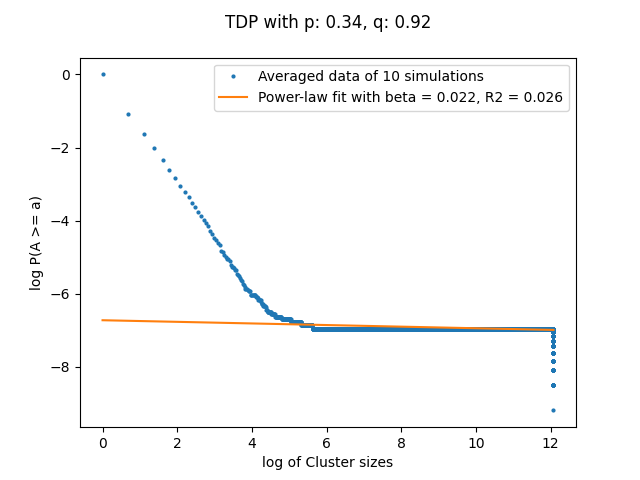 TDP with p: 0.34, q: 0.92
Averaged data of 10 simulations
Power-law fit with beta = 0.022, R2 = 0.026
log P(A >= a)
0
−2
−4
−6
−8
0 2 4 6 8 10 12
log of Cluster sizes